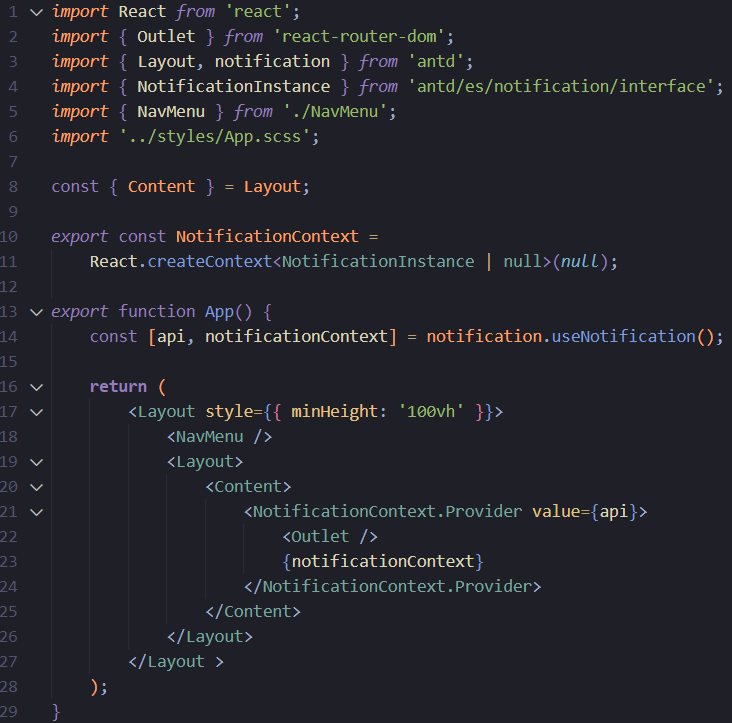 1 import React from 'react';
2 import { Outlet } from 'react-router-dom';
3 import { Layout, notification } from 'antd';
4 import { NotificationInstance } from 'antd/es/notification/interface';
5 import { NavMenu } from './NavMenu';
6 import '../styles/App.scss';
7
8 const { Content } = Layout;
9
10 export const NotificationContext =
11     React.createContext<NotificationInstance | null>(null);
12
13 export function App() {
14     const [api, notificationContext] = notification.useNotification();
15
16     return (
17         <Layout style={{ minHeight: '100vh' }}>
18             <NavMenu />
19             <Layout>
20                 <Content>
21                     <NotificationContext.Provider value={api}>
22                         <Outlet />
23                         {notificationContext}
24                     </NotificationContext.Provider>
25                 </Content>
26             </Layout>
27         </Layout >
28     );
29 }